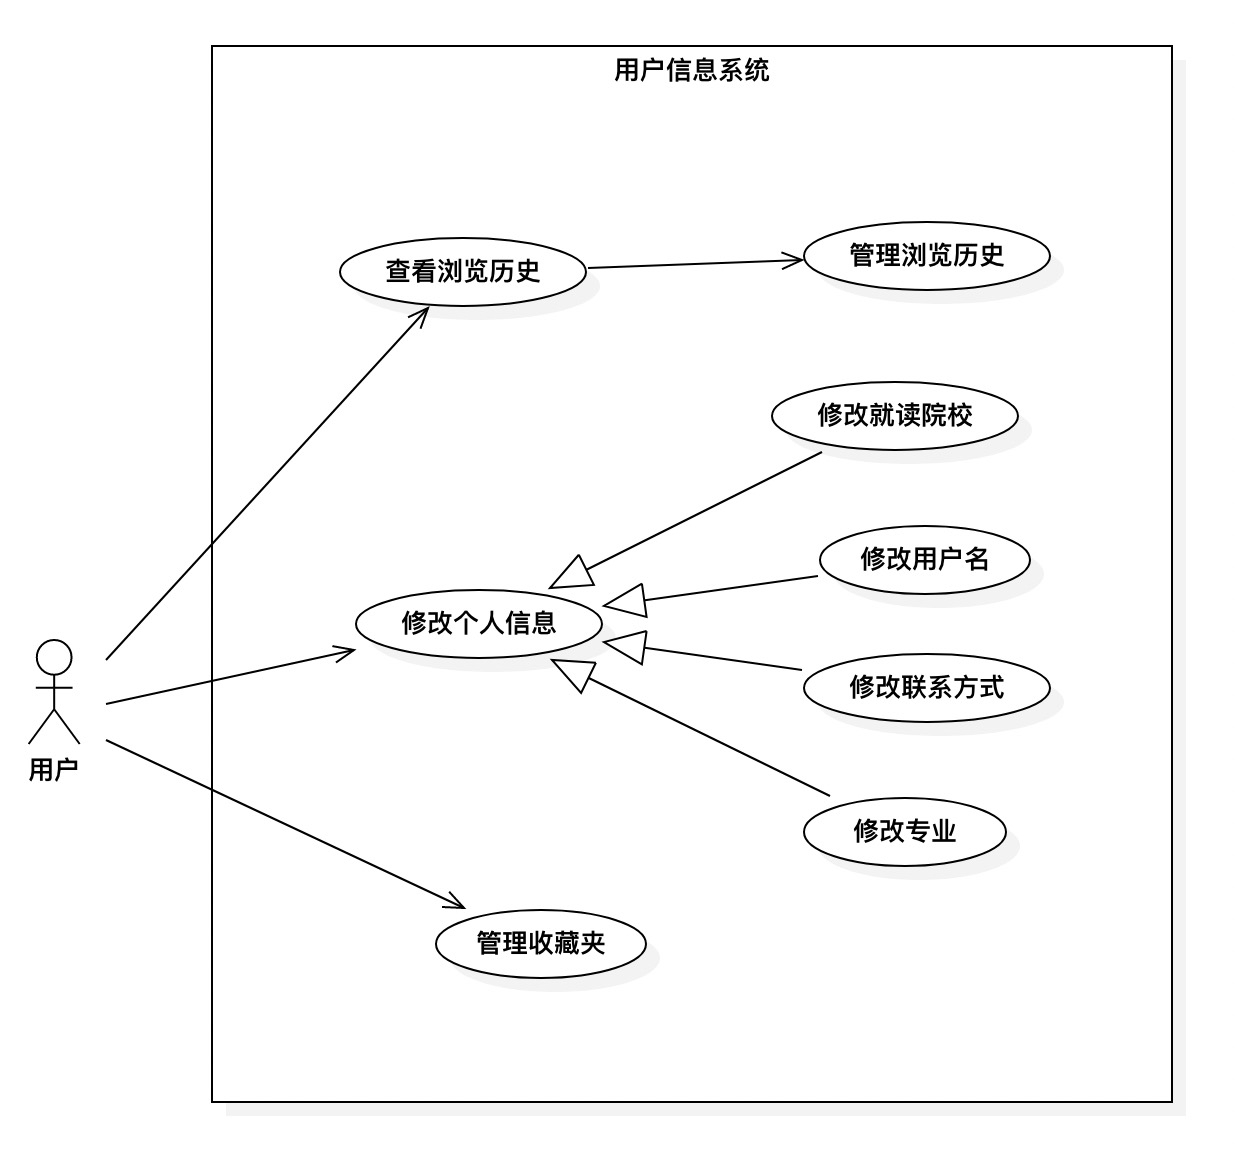 用户信息系统
查看浏览历史
管理浏览历史
修改就读院校
修改用户名
修改个人信息
修改联系方式
用户
修改专业
管理收藏夹